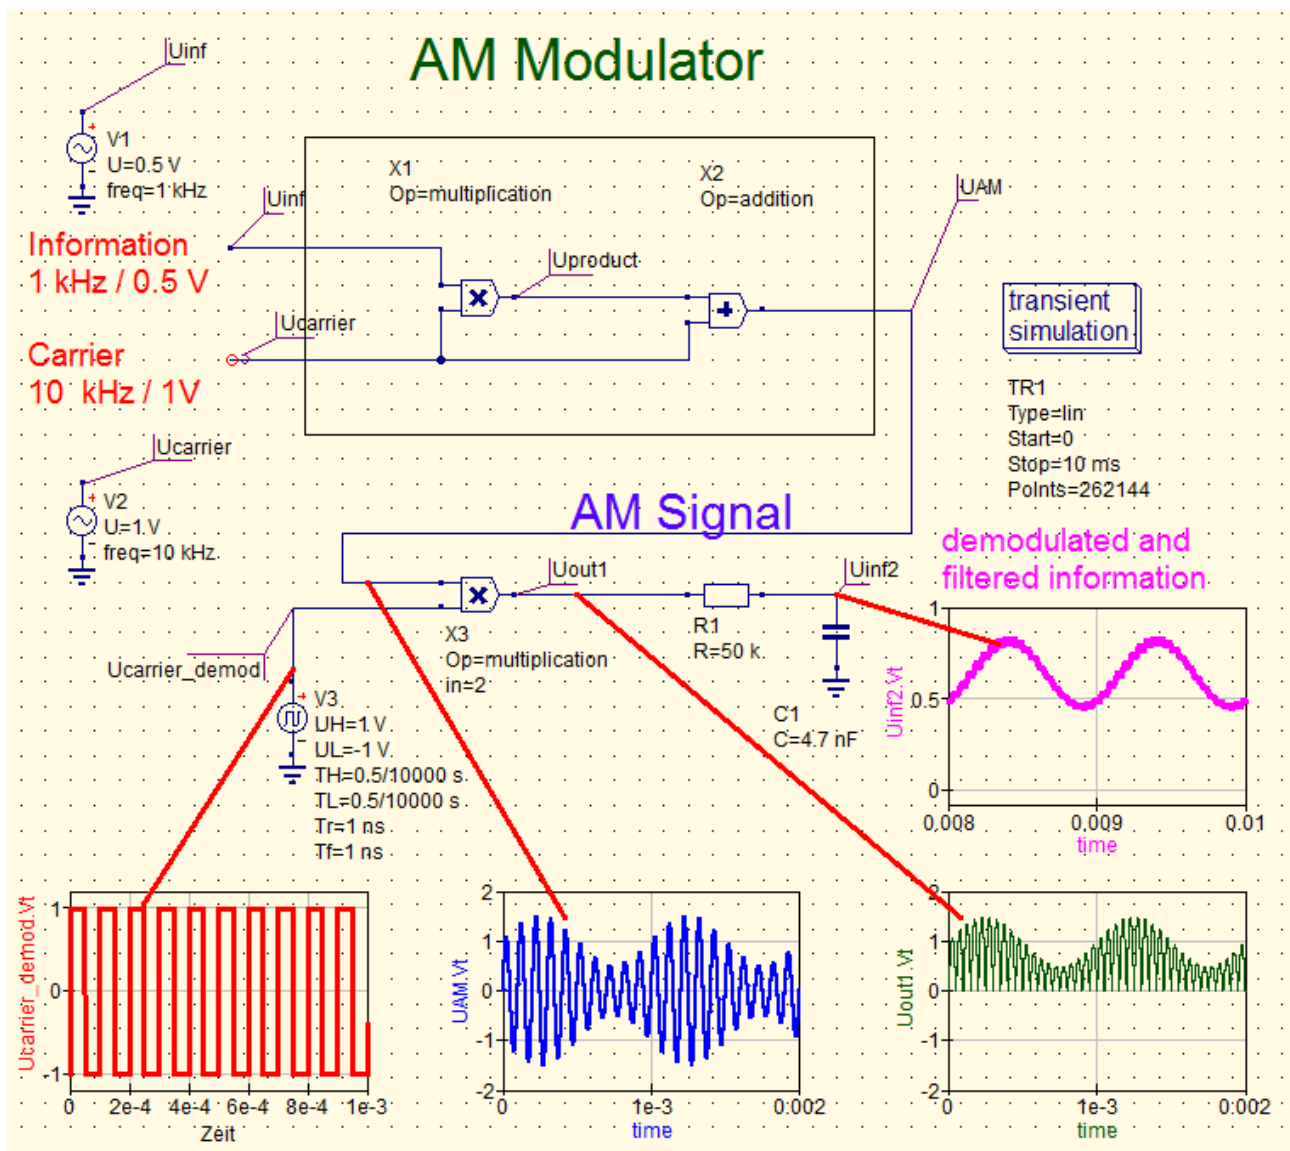 AM Modulator
Uinf
V1
U=0.5 V
freq=1 kHz
Uinf
X1
Op=multiplication
X2
Op=addition
UAM
Information
1 kHz / 0.5 V
Uproduct
Ucarrier
Carrier
10 kHz / 1V
transient
simulation
TR1
Type=lin
Start=0
Stop=10 ms
Points=262144
Ucarrier
V2
U=1 V
freq=10 kHz
AM Signal
demodulated and
filtered information
Uout1
Uinf2
X3
Op=multiplication
in=2
R1
R=50 k
C1
C=4.7 nF
Ucarrier_demod
V3
UH=1 V
UL=-1 V
TH=0.5/10000 s
TL=0.5/10000 s
Tr=1 ns
Tf=1 ns
Uinf2.Vt
1
0.5
0
0.008
0.009
0.01
time
Ucarrier_demod.Vt
1
0
-1
0
2e-4
4e-4
6e-4
8e-4
1e-3
Zeit
UAM.Vt
2
1
0
-1
-2
0
1e-3
0.002
time
Uout1.Vt
2
1
0
-1
-2
0
1e-3
0.002
time